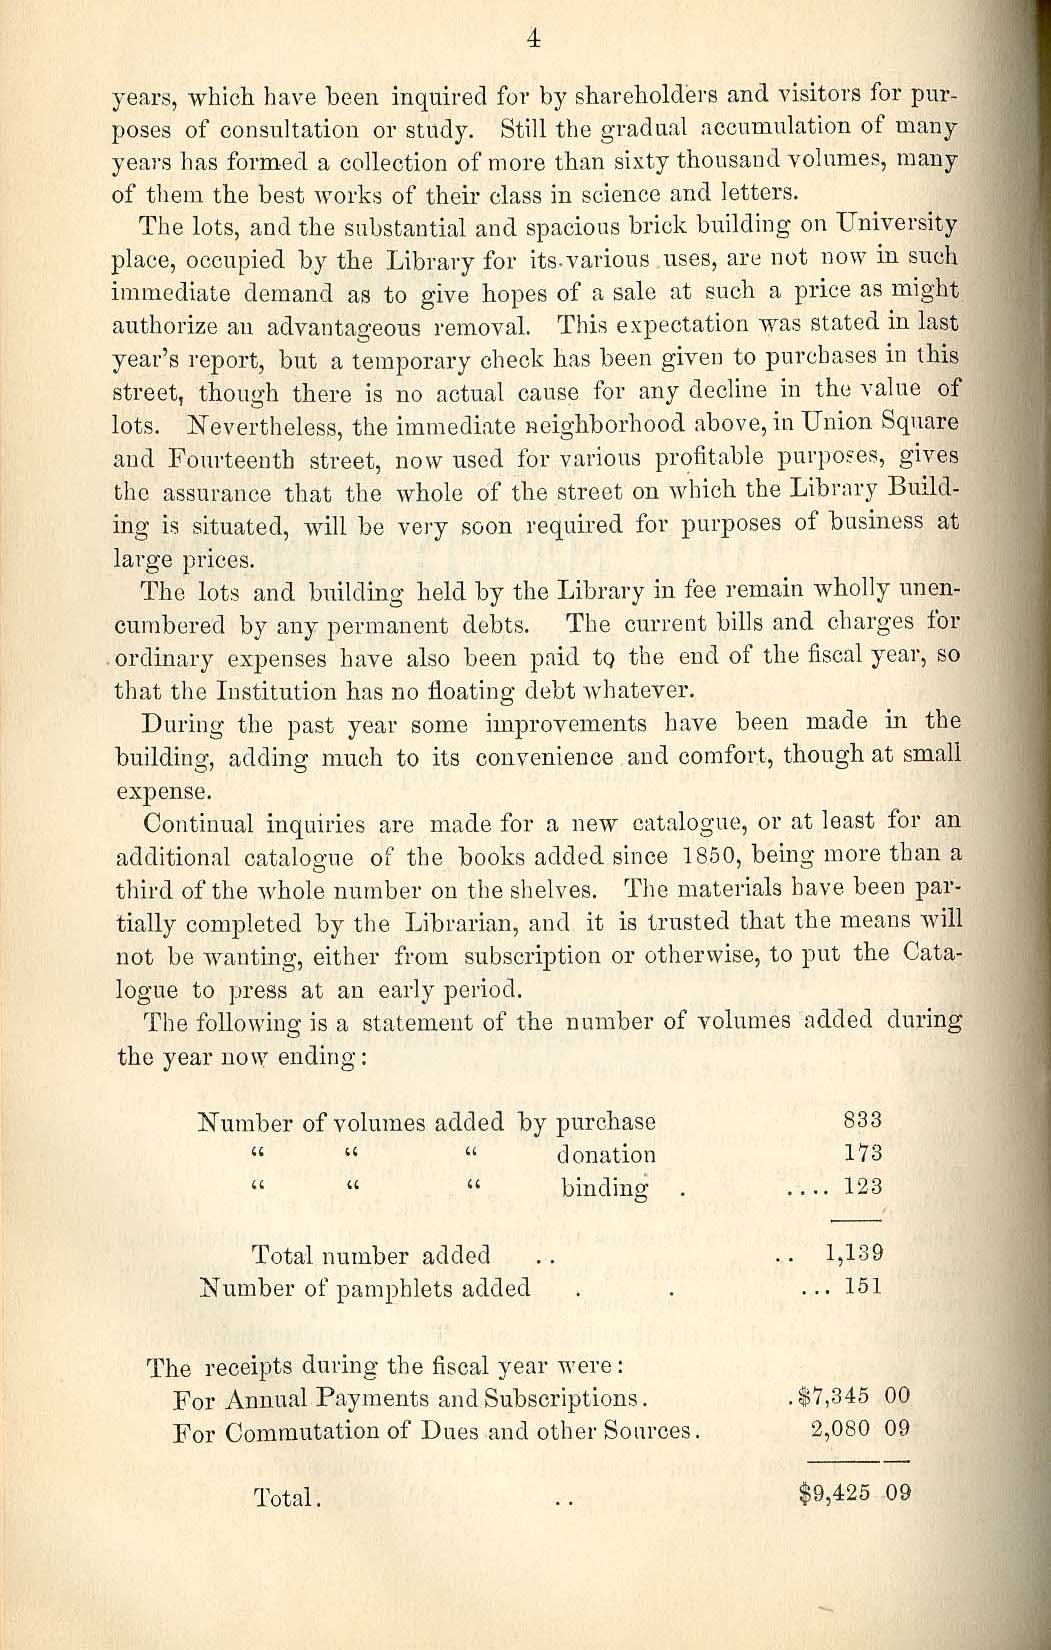 4
years, which have been inquired for by shareholders and visitors for pur-
poses of consultation or study. Still the gradual accumulation of many
years has formed a collection of more than sixty thousand volumes, many
of them the best works of their class in science and letters.
The lots, and the substantial and spacious brick building on University
place, occupied by the Library for its various uses, are not now in such
immediate demand as to give hopes of a sale at such a price as might
authorize an advantageous removal. This expectation was stated in last
year's report, but a temporary check has been given to purchases in this
street, though there is no actual cause for any decline in the value of
lots. Nevertheless, the immediate neighborhood above, in Union Square
and Fourteenth street, now used for various profitable purposes, gives
the assurance that the whole of the street on which the Library Build-
ing is situated, will be very soon required for purposes of business at
large prices.
The lots and building held by the Library in fee remain wholly unen-
cumbered by any permanent debts. The current bills and charges for
ordinary expenses have also been paid to the end of the fiscal year, so
that the Institution has no floating debt whatever.
During the past year some improvements have been made in the
building, adding much to its convenience and comfort, though at small
expense.
Continual inquiries are made for a new catalogue, or at least for an
additional catalogue of the books added since 1850, being more than a
third of the whole number on the shelves. The materials have been par-
tially completed by the Librarian, and it is trusted that the means will
not be wanting, either from subscription or otherwise, to put the Cata-
logue to press at an early period.
The following is a statement of the number of volumes added during
the year now ending:
Number of volumes added by purchase 833
" " " donation 173
" " " binding . .... 123
Total number added .. .. 1,139
Number of pamphlets added . . ... 151
The receipts during the fiscal year were:
For Annual Payments and Subscriptions. .$7,345 00
For Commutation of Dues and other Sources. 2,080 09
Total. .. $9,425 09